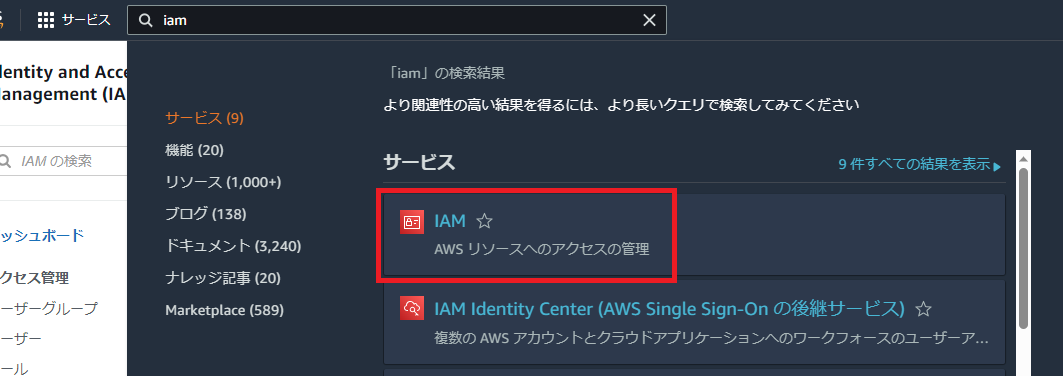 サービス
iam
dentity and Acce
anagement (IA
IAM の検索
ッシュボード
クセス管理
ーザーグループ
ーザー
ール
サービス (9)
機能 (20)
リソース (1,000+)
ブログ (138)
ドキュメント (3,240)
ナレッジ記事 (20)
Marketplace (589)
「iam」の検索結果
より関連性の高い結果を得るには、より長いクエリで検索してみてください
サービス
9 件すべての結果を表示
IAM
AWS リソースへのアクセスの管理
IAM Identity Center (AWS Single Sign-On の後継サービス)
複数の AWS アカウントとクラウドアプリケーションへのワークフォースのユーザーア...